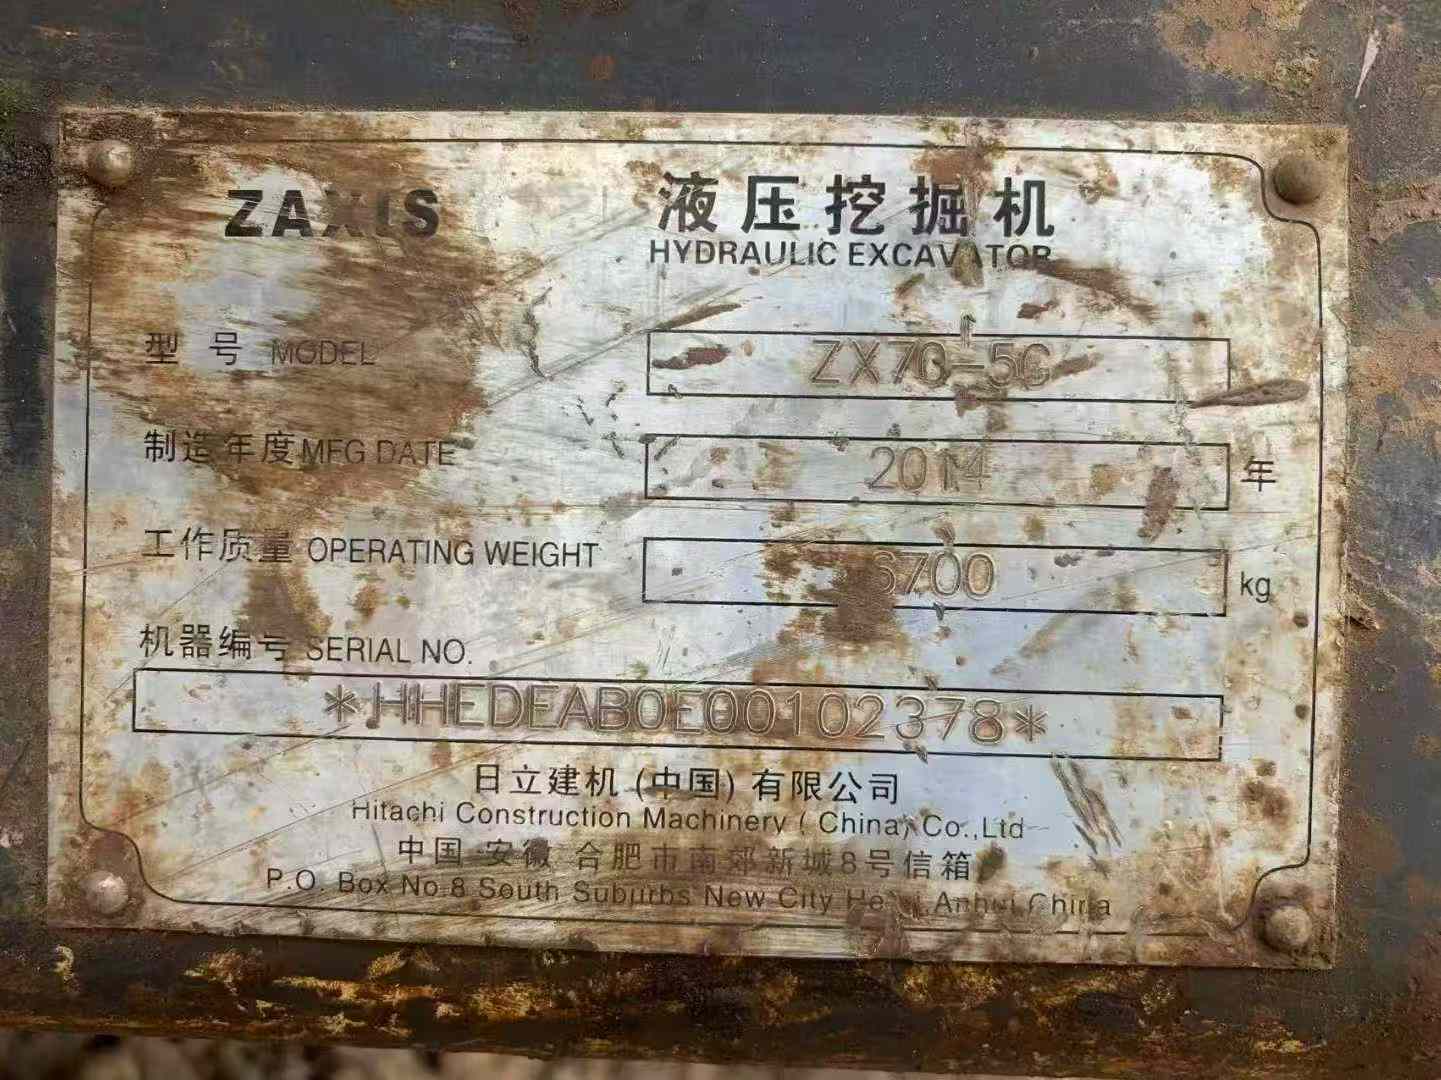 ZAXIS
液压挖掘机
HYDRAULIC EXCAVATOR
型号 MODEL ZX70-5G
制造年度 MFG DATE 2014 年
工作质量 OPERATING WEIGHT 6700 kg
机器编号 SERIAL NO.
*HHEDEAB0E00102378*
日立建机(中国)有限公司
Hitachi Construction Machinery (China) Co.,Ltd
中国 安徽 合肥市南郊新城8号信箱
P.O. Box No.8 South Suburbs New City Hefei, Anhui, China